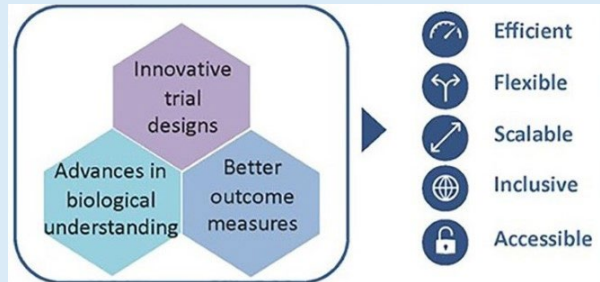 Innovative
trial
designs
Advances in
biological
understanding
Better
outcome
measures
Efficient
Flexible
Scalable
Inclusive
Accessible